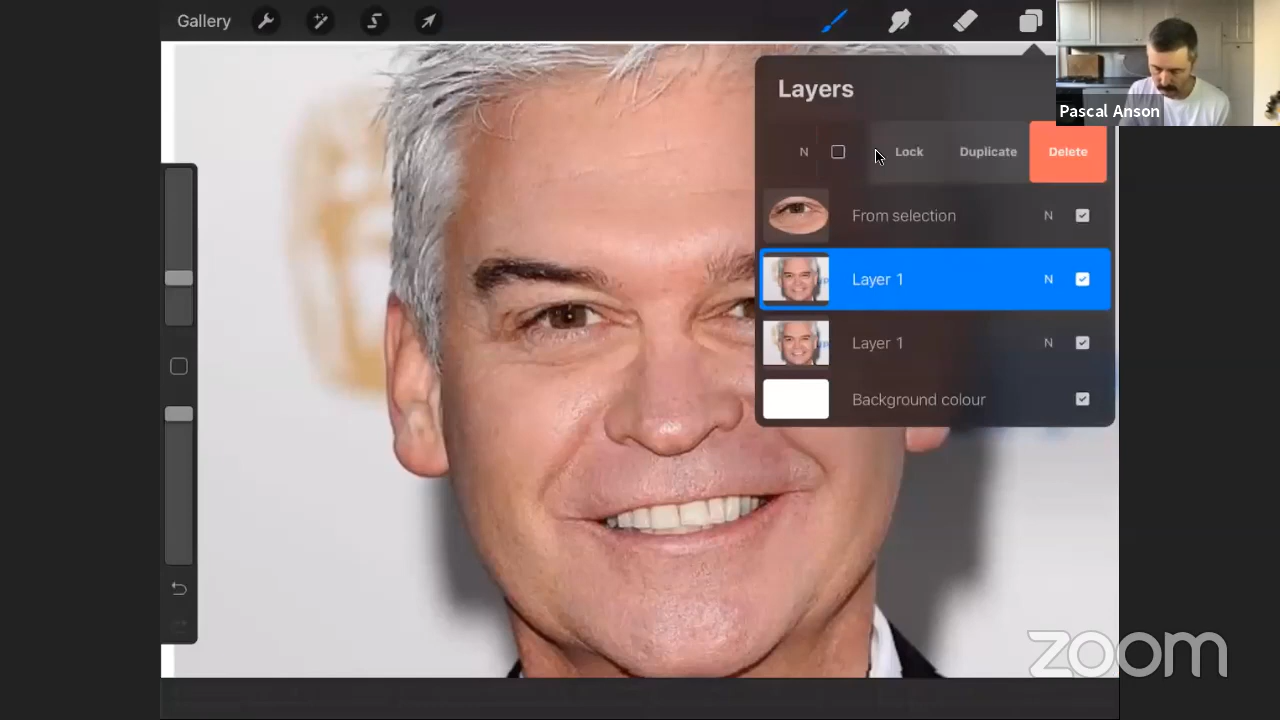 Gallery
Layers
Pascal Anson
N Lock Duplicate Delete
From selection N
Layer 1 N
Layer 1 N
Background colour
zoom